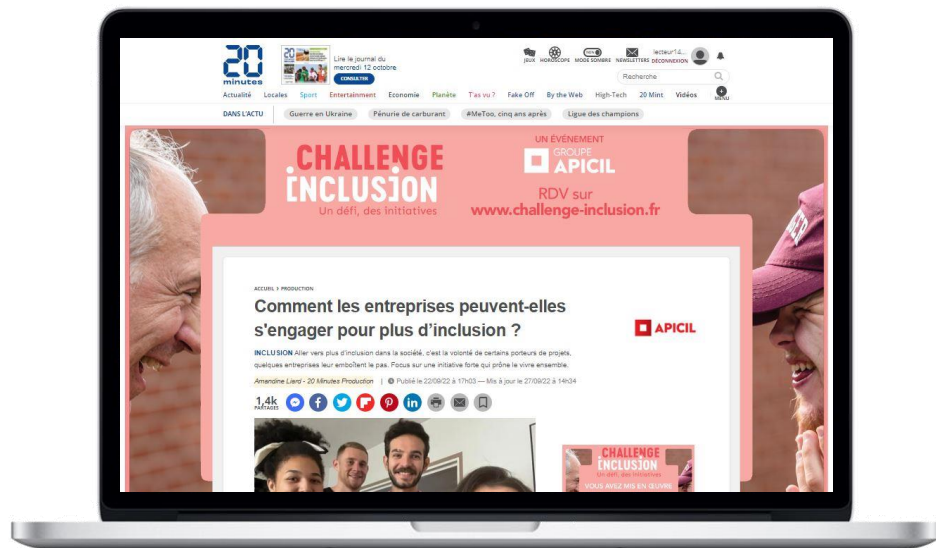 20
minutes
Lire le journal du
mercredi 12 octobre
CONSULTER
JEUX
HOROSCOPE
MODE SOMBRE
NEWSLETTERS
lecteur14...
DÉCONNEXION
Recherche
MENU
Actualité Locales Sport Entertainment Economie Planète T'as vu ? Fake Off By the Web High-Tech 20 Mint Vidéos
DANS L'ACTU Guerre en Ukraine Pénurie de carburant #MeToo, cinq ans après Ligue des champions
CHALLENGE
INCLUSION
Un défi, des initiatives
UN ÉVÉNEMENT
GROUPE
APICIL
RDV sur
www.challenge-inclusion.fr
ACCUEIL > PRODUCTION
Comment les entreprises peuvent-elles
s'engager pour plus d'inclusion ?
APICIL
INCLUSION Aller vers plus d'inclusion dans la société, c'est la volonté de certains porteurs de projets,
quelques entreprises leur emboîtent le pas. Focus sur une initiative forte qui prône le vivre ensemble.
Amandine Liard - 20 Minutes Production | Publié le 22/09/22 à 17h03 — Mis à jour le 27/09/22 à 14h34
1,4k
PARTAGES
CHALLENGE
INCLUSION
Un défi, des initiatives
VOUS AVEZ MIS EN ŒUVRE